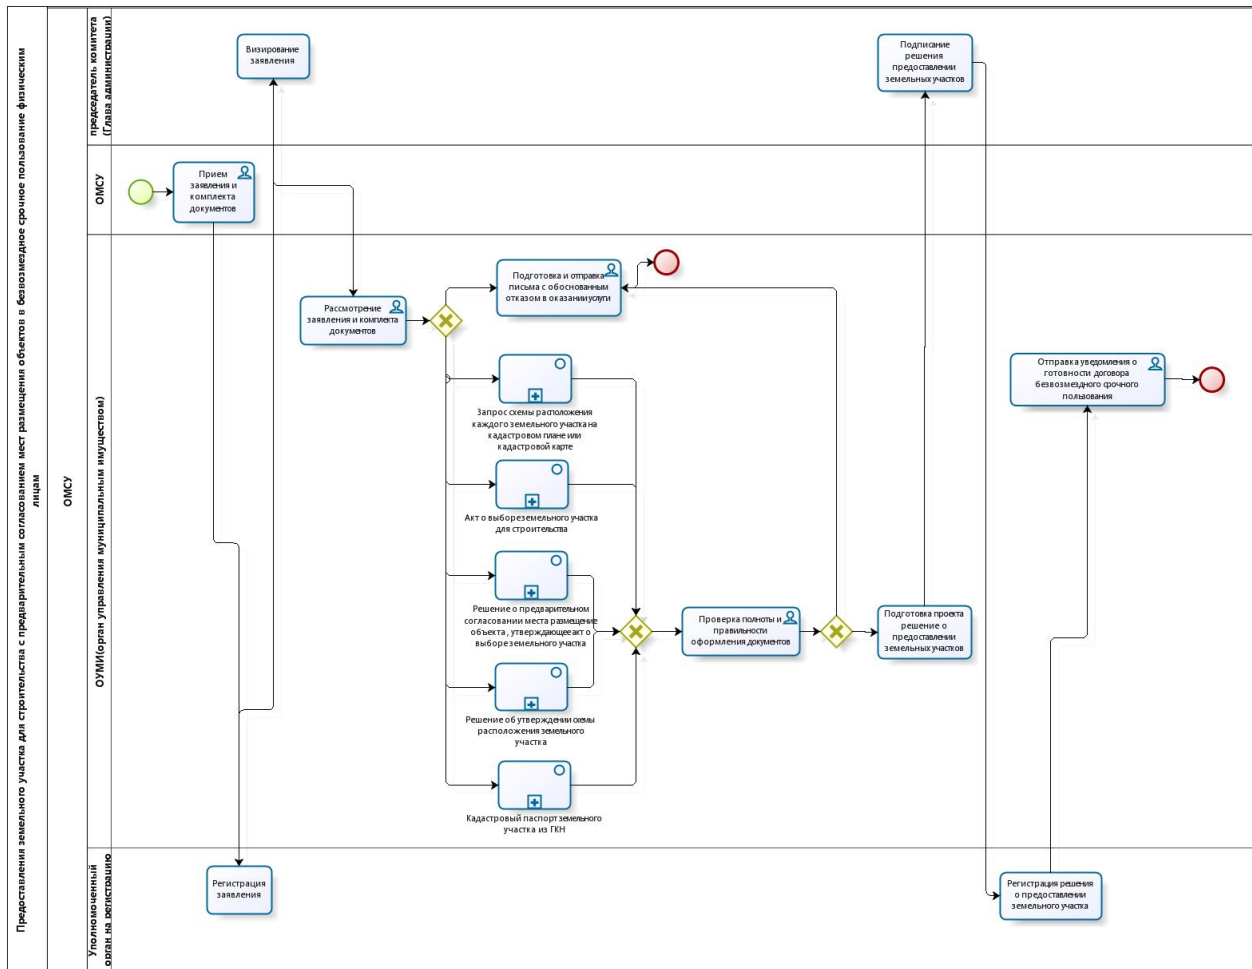 Предоставления земельного участка для строительства с предварительным согласованием мест размещения объектов в безвозмездное срочное пользование физическим
лицам
ОМСУ
председатель комитета
(Глава администрации)
Визирование
заявления
Подписание
решения
предоставлении
земельных участков
ОМСУ
Прием
заявления и
комплекта
документов
ОУМИ(орган управления муниципальным имуществом)
Подготовка и отправка
письма с обоснованным
отказом в оказании услуги
Рассмотрение
заявления и комплекта
документов
Запрос схемы расположения
каждого земельного участка на
кадастровом плане или
кадастровой карте
Отправка уведомления о
готовности договора
безвозмездного срочного
пользования
Акт о выборе земельного участка
для строительства
Решение о предварительном
согласовании места размещение
объекта , утверждающее акт о
выборе земельного участка
Проверка полноты и
правильности
оформления документов
Подготовка проекта
решение о
предоставлении
земельных участков
Решение об утверждении схемы
расположения земельного
участка
Кадастровый паспорт земельного
участка из ГКН
Уполномоченный
орган на регистрацию
Регистрация
заявления
Регистрация решения
о предоставлении
земельного участка